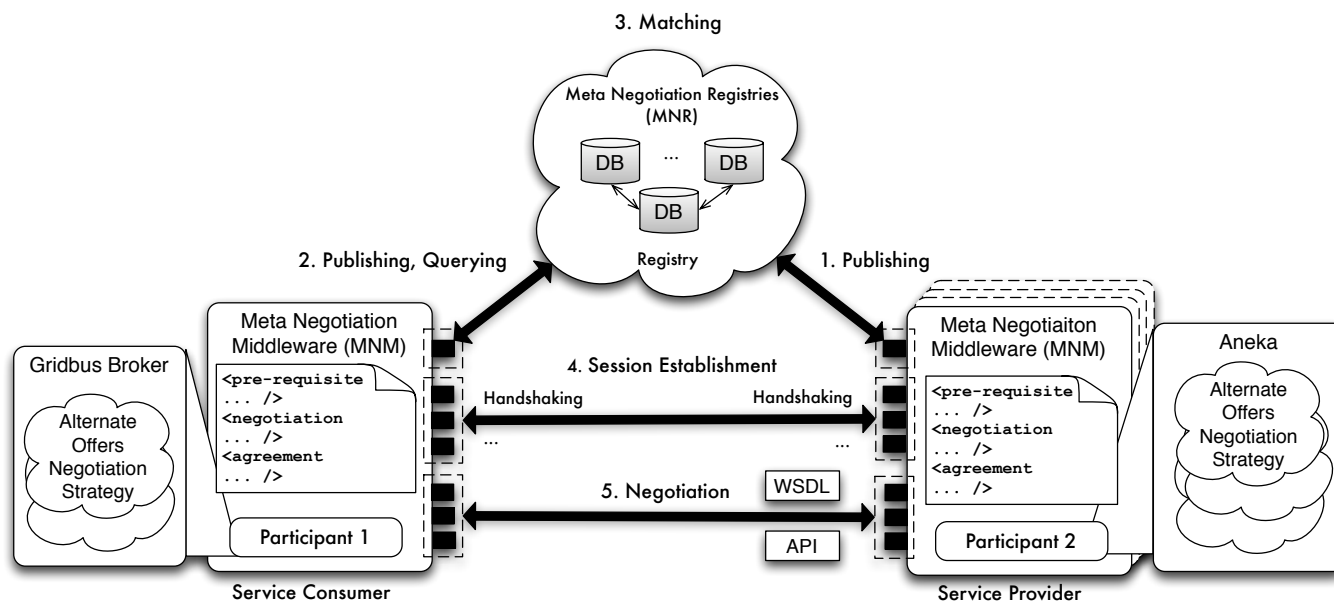 3. Matching
Meta Negotiation Registries
(MNR)
DB
...
DB
DB
Registry
2. Publishing, Querying
1. Publishing
Gridbus Broker
Alternate
Offers
Negotiation
Strategy
Meta Negotiation
Middleware (MNM)
<pre-requisite
... />
<negotiation
... />
<agreement
... />
Participant 1
Service Consumer
4. Session Establishment
Handshaking
Handshaking
...
...
5. Negotiation
WSDL
API
Meta Negotiaiton
Middleware (MNM)
<pre-requisite
... />
<negotiation
... />
<agreement
... />
Participant 2
Service Provider
Aneka
Alternate
Offers
Negotiation
Strategy